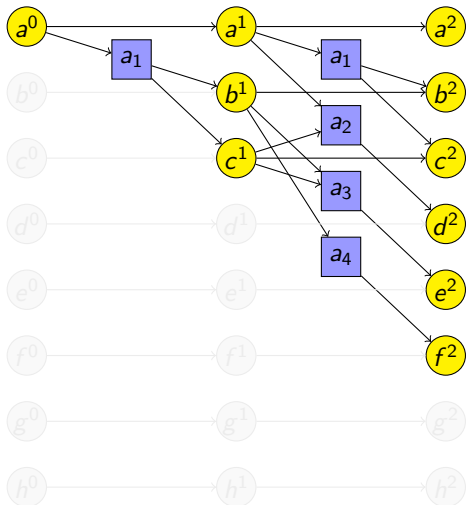 a⁰ a¹ a²
a₁ a₁
b⁰ b¹ b²
a₂
c⁰ c¹ c²
a₃
d⁰ d¹ d²
a₄
e⁰ e¹ e²
f⁰ f¹ f²
g⁰ g¹ g²
h⁰ h¹ h²